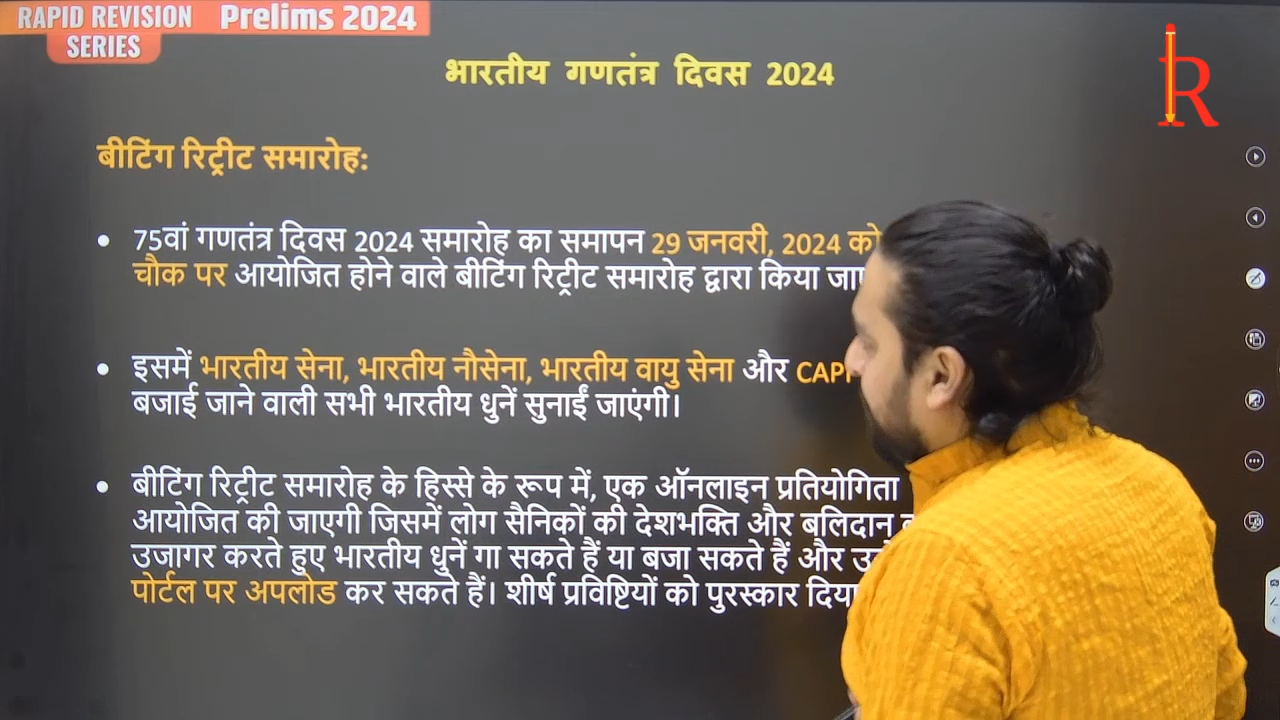 RAPID REVISION Prelims 2024
SERIES
भारतीय गणतंत्र दिवस 2024
बीटिंग रिट्रीट समारोह:
• 75वां गणतंत्र दिवस 2024 समारोह का समापन 29 जनवरी, 2024 को
चौक पर आयोजित होने वाले बीटिंग रिट्रीट समारोह द्वारा किया
• इसमें भारतीय सेना, भारतीय नौसेना, भारतीय वायु सेना और
बजाई जाने वाली सभी भारतीय धुनें सुनाईं जाएंगी।
• बीटिंग रिट्रीट समारोह के हिस्से के रूप में, एक ऑनलाइन प्रतियोगिता
आयोजित की जाएगी जिसमें लोग सैनिकों की देशभक्ति और बलिदान
उजागर करते हुए भारतीय धुनें गा सकते हैं या बजा सकते हैं और
पोर्टल पर अपलोड कर सकते हैं। शीर्ष प्रविष्टियों को पुरस्कार